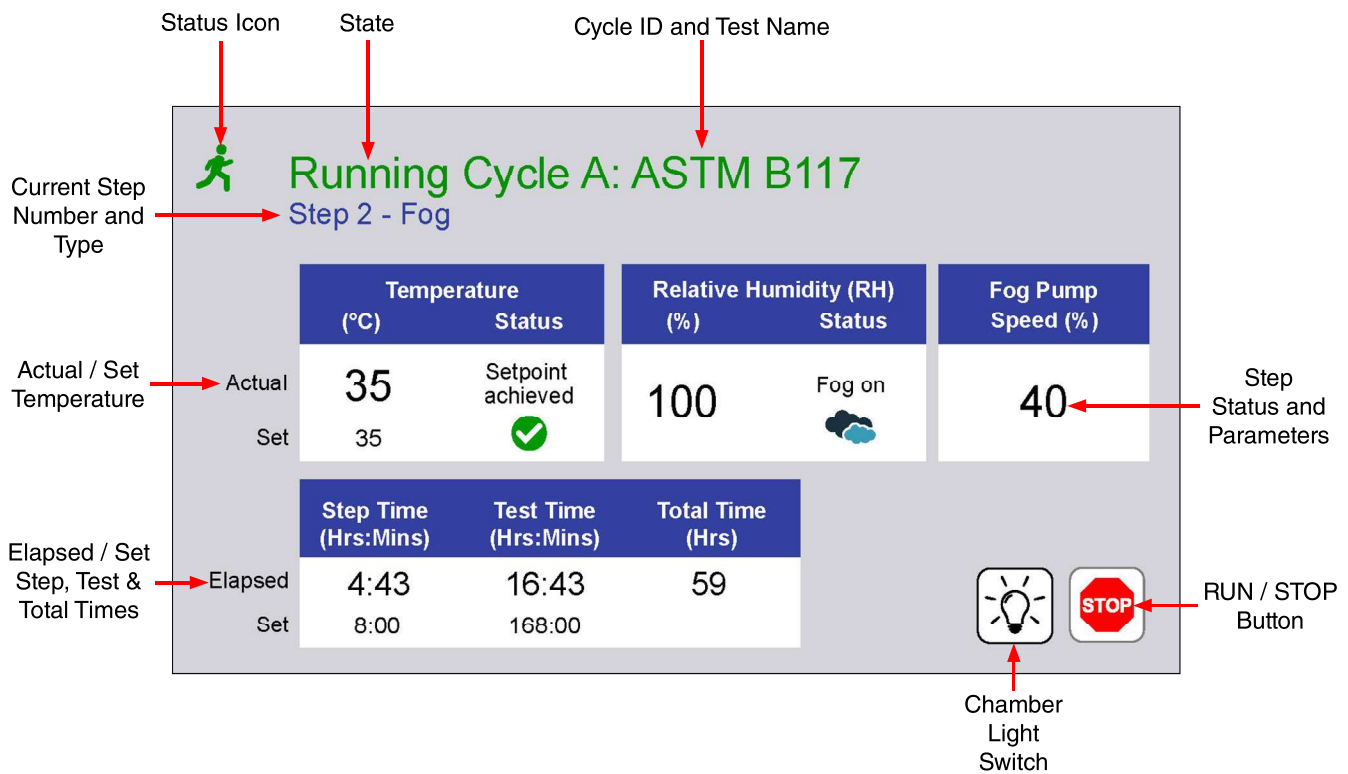 Status Icon
State
Cycle ID and Test Name
Running Cycle A: ASTM B117
Current Step
Number and
Type
Step 2 - Fog
Temperature
(°C) Status
Relative Humidity (RH)
(%) Status
Fog Pump
Speed (%)
Actual / Set
Temperature
Actual
35
Setpoint
achieved
Set
35
100
Fog on
40
Step
Status and
Parameters
Step Time
(Hrs:Mins)
Test Time
(Hrs:Mins)
Total Time
(Hrs)
Elapsed / Set
Step, Test &
Total Times
Elapsed
4:43
16:43
59
Set
8:00
168:00
STOP
RUN / STOP
Button
Chamber
Light
Switch